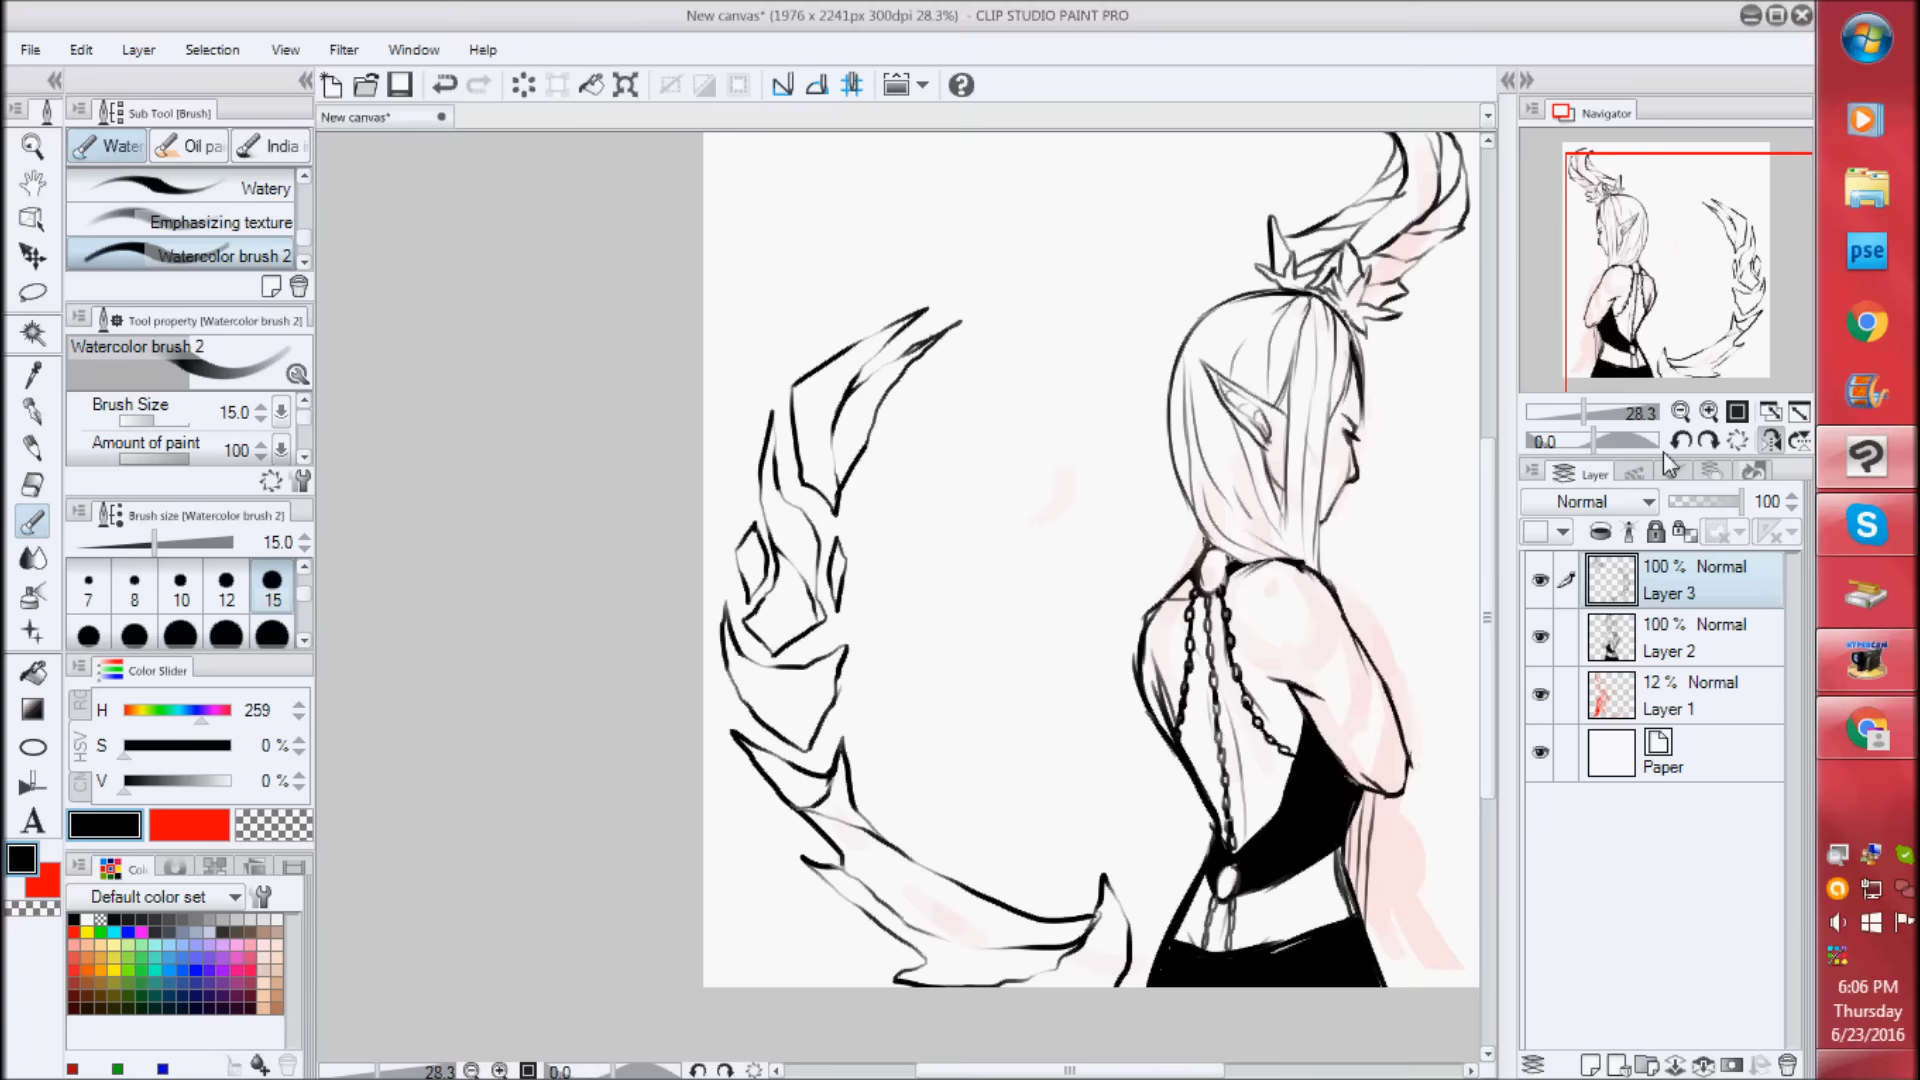 New canvas* (1976 x 2241px 300dpi 28.3%) - CLIP STUDIO PAINT PRO
File Edit Layer Selection View Filter Window Help
Sub Tool [Brush]
New canvas*
Navigator
Water Oil pa India i
Watery
Emphasizing texture
Watercolor brush 2
Tool property [Watercolor brush 2]
Watercolor brush 2
Brush Size 15.0
Amount of paint 100
Brush size [Watercolor brush 2]
15.0
7 8 10 12 15
Color Slider
H 259
S 0 %
V 0 %
HSV
A
Col
Default color set
28.3 0.0
28.3
0.0
Layer
Normal 100
100 % Normal
Layer 3
100 % Normal
Layer 2
12 % Normal
Layer 1
Paper
pse
S
HYPERCAM
6:06 PM
Thursday
6/23/2016